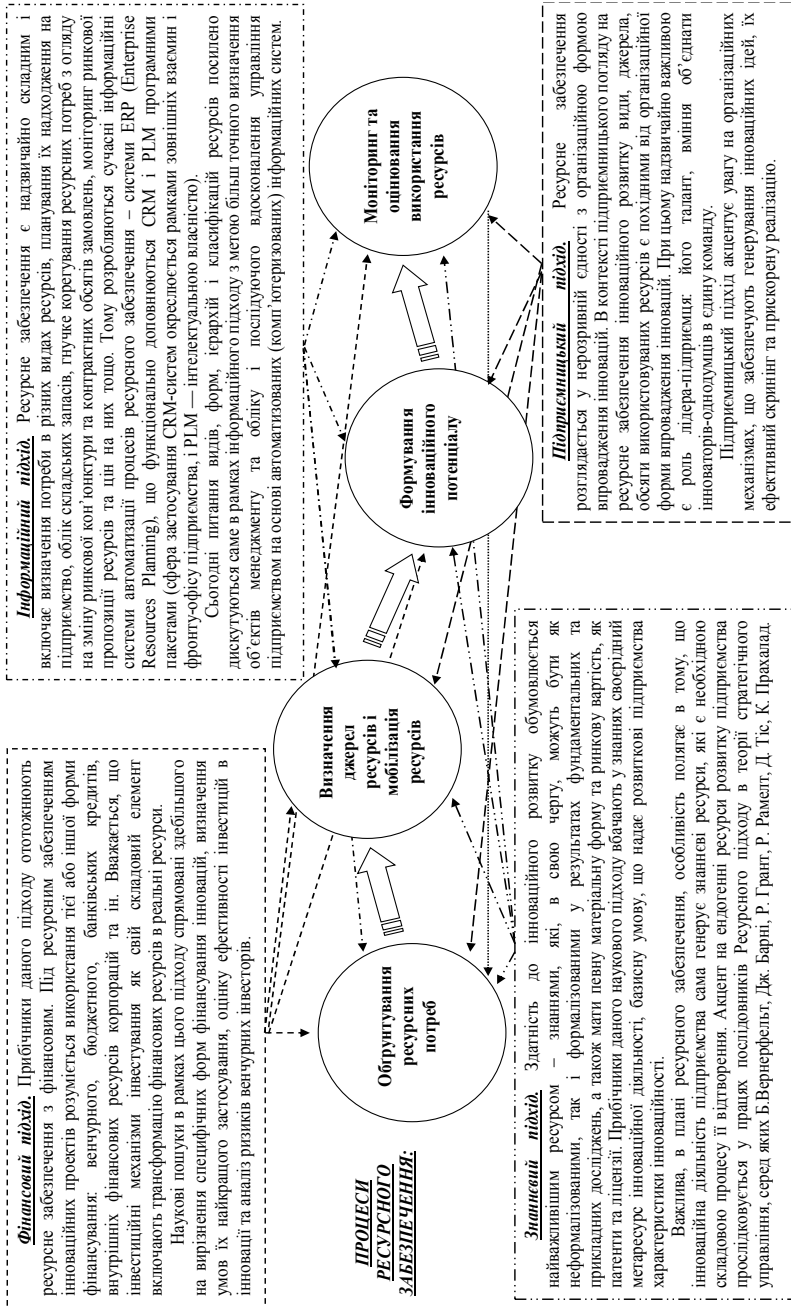 Фінансовий підхід. Прибічники даного підходу ототожнюють
ресурсне забезпечення з фінансовим. Під ресурсним забезпеченням
інноваційних проектів розуміється використання тієї або іншої форми
фінансування: венчурного, бюджетного, банківських кредитів,
внутрішніх фінансових ресурсів корпорацій та ін. Вважається, що
інвестиційні механізми інвестування як свій складовий елемент
включають трансформацію фінансових ресурсів в реальні ресурси.
Наукові пошуки в рамках цього підходу спрямовані здебільшого
на вирізнення специфічних форм фінансування інновацій, визначення
умов їх найкращого застосування, оцінку ефективності інвестицій в
інновації та аналіз ризиків венчурних інвесторів.
Інформаційний підхід. Ресурсне забезпечення є надзвичайно складним і
включає визначення потреби в різних видах ресурсів, планування їх надходження на
підприємство, облік складських запасів, гнучке корегування ресурсних потреб з огляду
на зміну ринкової кон'юнктури та контрактних обсягів замовлень, моніторинг ринкової
пропозиції ресурсів та цін на них тощо. Тому розробляються сучасні інформаційні
системи автоматизації процесів ресурсного забезпечення – системи ERP (Enterprise
Resources Planning), що функціонально доповнюються CRM і PLM програмними
пакетами (сфера застосування CRM-систем окреслюється рамками зовнішніх взаємин і
фронту-офісу підприємства, і PLM — інтелектуальною власністю).
Сьогодні питання видів, форм, ієрархій і класифікацій ресурсів посилено
дискутуються саме в рамках інформаційного підходу з метою більш точного визначення
об'єктів менеджменту та обліку і послідуючого вдосконалення управління
підприємством на основі автоматизованих (комп'ютеризованих) інформаційних систем.
ПРОЦЕСИ
РЕСУРСНОГО
ЗАБЕЗПЕЧЕННЯ:
Обґрунтування
ресурсних
потреб
Визначення
джерел
ресурсів і
мобілізація
ресурсів
Формування
інноваційного
потенціалу
Моніторинг та
оцінювання
використання
ресурсів
Знаннєвий підхід. Здатність до інноваційного розвитку обумовлюється
найважливішим ресурсом – знаннями, які, в свою чергу, можуть бути як
неформалізованими, так і формалізованими у результатах фундаментальних та
прикладних досліджень, а також мати певну матеріальну форму та ринкову вартість, як
патенти та ліцензії. Прибічники даного наукового підходу вбачають у знаннях своєрідний
метаресурс інноваційної діяльності, базисну умову, що надає розвиткові підприємства
характеристики інноваційності.
Важлива, в плані ресурсного забезпечення, особливість полягає в тому, що
інноваційна діяльність підприємства сама генерує знаннєві ресурси, які є необхідною
складовою процесу її відтворення. Акцент на ендогенні ресурси розвитку підприємства
прослідковується у працях послідовників Ресурсного підходу в теорії стратегічного
управління, серед яких Б.Вернерфельт, Дж. Барні, Р. Грант, Р. Рамелт, Д. Тіс, К. Прахалад.
Підприємницький підхід. Ресурсне забезпечення
розглядається у нерозривній єдності з організаційною формою
впровадження інновацій. В контексті підприємницького погляду на
ресурсне забезпечення інноваційного розвитку види, джерела,
обсяги використовуваних ресурсів є похідними від організаційної
форми впровадження інновацій. При цьому надзвичайно важливою
є роль лідера-підприємця: його талант, вміння об'єднати
інноваторів-однодумців в єдину команду.
Підприємницький підхід акцентує увагу на організаційних
механізмах, що забезпечують генерування інноваційних ідей, їх
ефективний скринінг та прискорену реалізацію.